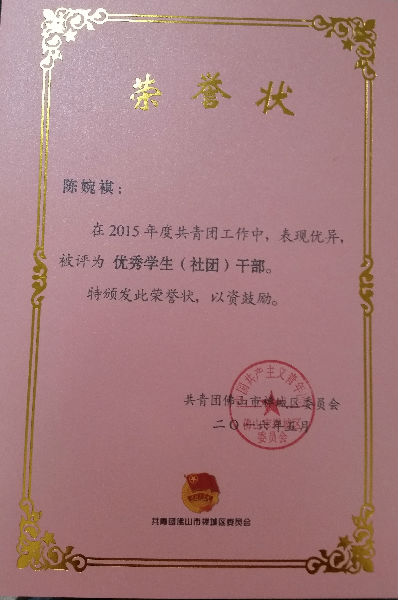 荣誉状
陈婉祺：
在2015年度共青团工作中，表现优异，
被评为 优秀学生（社团）干部。
特颁发此荣誉状，以资鼓励。
共青团佛山市禅城区委员会
二〇一六年五月
共青团佛山市禅城区委员会